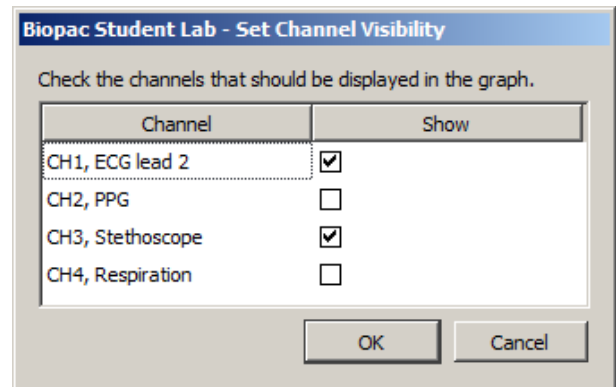 Biopac Student Lab - Set Channel Visibility
Check the channels that should be displayed in the graph.
Channel Show
CH1, ECG lead 2
CH2, PPG
CH3, Stethoscope
CH4, Respiration
OK Cancel